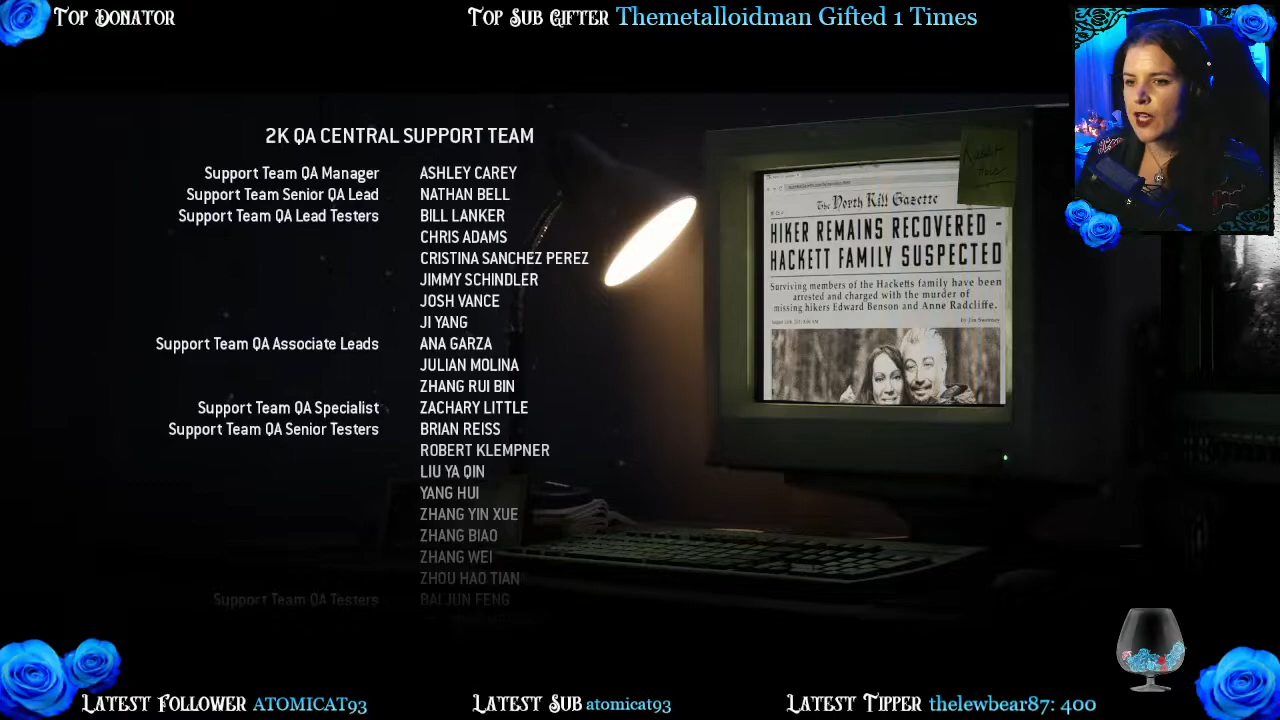 Top Donator
Top Sub Gifter Themetalloidman Gifted 1 Times
2K QA CENTRAL SUPPORT TEAM
Support Team QA Manager ASHLEY CAREY
Support Team Senior QA Lead NATHAN BELL
Support Team QA Lead Testers BILL LANKER
CHRIS ADAMS
CRISTINA SANCHEZ PEREZ
JIMMY SCHINDLER
JOSH VANCE
JI YANG
Support Team QA Associate Leads ANA GARZA
JULIAN MOLINA
ZHANG RUI BIN
Support Team QA Specialist ZACHARY LITTLE
Support Team QA Senior Testers BRIAN REISS
ROBERT KLEMPNER
LIU YA QIN
YANG HUI
ZHANG YIN XUE
ZHANG BIAO
ZHANG WEI
ZHOU HAO TIAN
Support Team QA Testers BAI JUN FENG
The North Kill Gazette
HIKER REMAINS RECOVERED -
HACKETT FAMILY SUSPECTED
Surviving members of the Hacketts family have been
arrested and charged with the murder of
missing hikers Edward Benson and Anne Radcliffe.
by Jim Sweeney
Latest Follower ATOMICAT93
Latest Sub atomicat93
Latest Tipper thelewbear87: 400